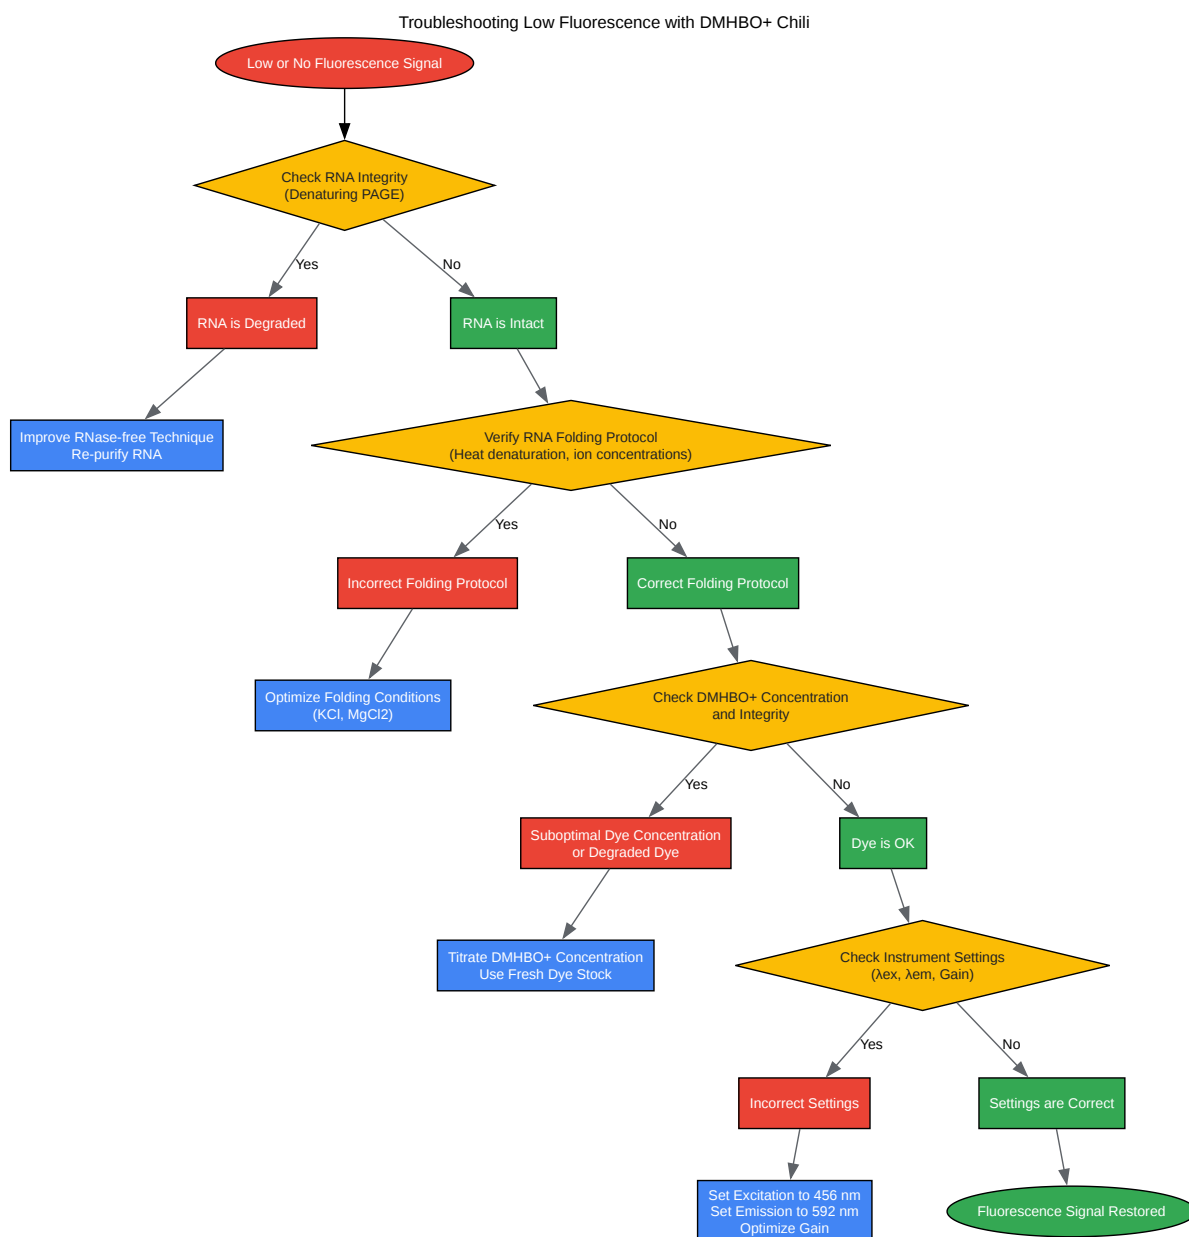 Troubleshooting Low Fluorescence with DMHBO+ Chili
Low or No Fluorescence Signal
Check RNA Integrity
(Denaturing PAGE)
Yes
No
RNA is Degraded
RNA is Intact
Improve RNase-free Technique
Re-purify RNA
Verify RNA Folding Protocol
(Heat denaturation, ion concentrations)
Yes
No
Incorrect Folding Protocol
Correct Folding Protocol
Optimize Folding Conditions
(KCl, MgCl2)
Check DMHBO+ Concentration
and Integrity
Yes
No
Suboptimal Dye Concentration
or Degraded Dye
Dye is OK
Titrate DMHBO+ Concentration
Use Fresh Dye Stock
Check Instrument Settings
(λex, λem, Gain)
Yes
No
Incorrect Settings
Settings are Correct
Set Excitation to 456 nm
Set Emission to 592 nm
Optimize Gain
Fluorescence Signal Restored